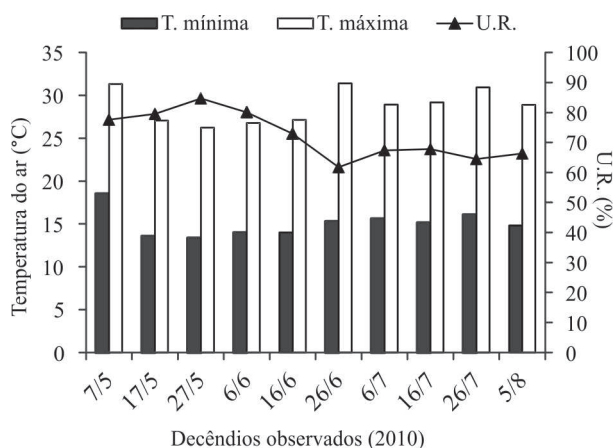 T. mínima T. máxima U.R.
35 100
30 90
25 80
20 70
15 60
10 50
5 40
0 30
20
10
0
Temperatura do ar (°C)
U.R. (%)
7/5 17/5 27/5 6/6 16/6 26/6 6/7 16/7 26/7 5/8
Decêndios observados (2010)